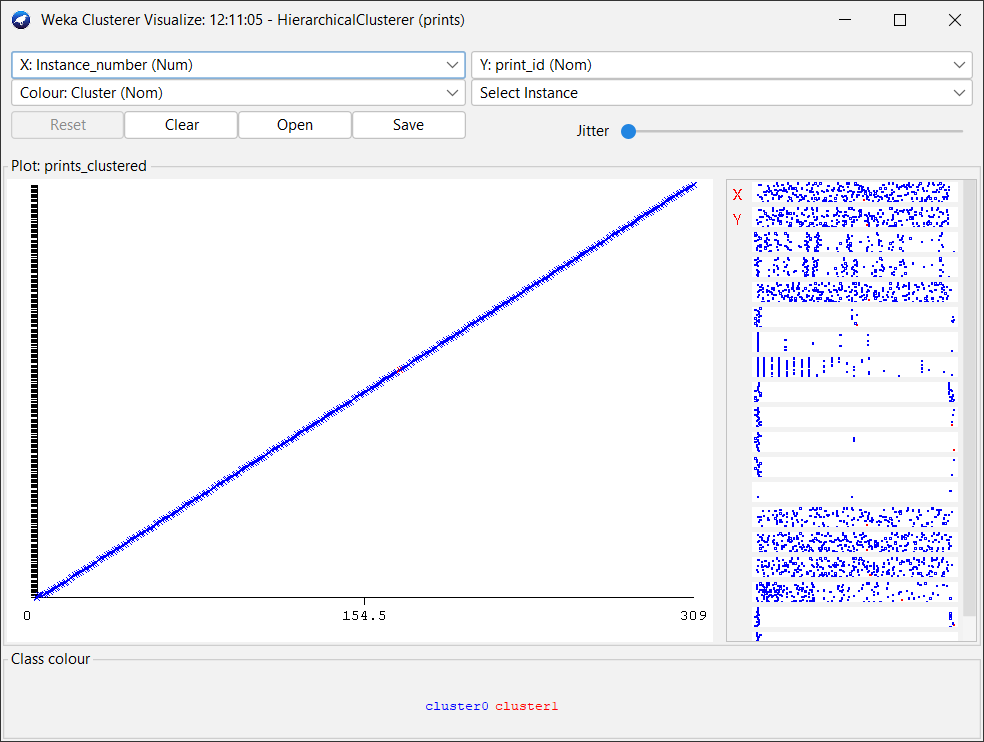 Weka Clusterer Visualize: 12:11:05 - HierarchicalClusterer (prints)
X: Instance_number (Num) Y: print_id (Nom)
Colour: Cluster (Nom) Select Instance
Reset Clear Open Save Jitter
Plot: prints_clustered
X
Y
0 154.5 309
Class colour
cluster0 cluster1